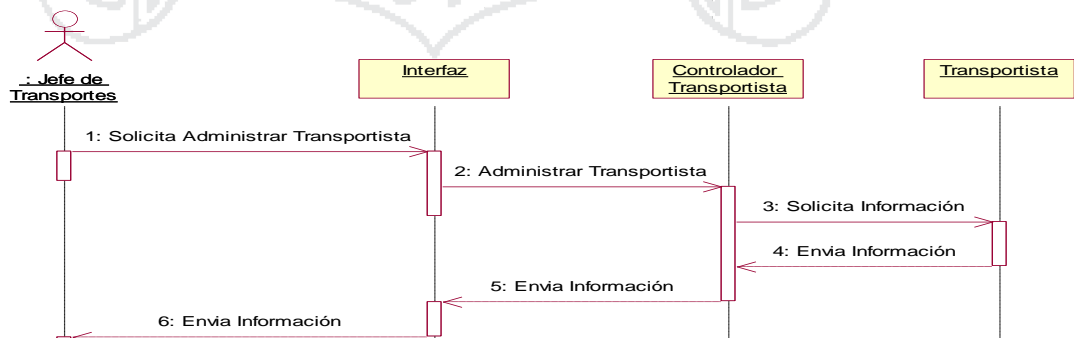 : Jefe de
Transportes
Interfaz
Controlador
Transportista
Transportista
1: Solicita Administrar Transportista
2: Administrar Transportista
3: Solicita Información
4: Envia Información
5: Envia Información
6: Envia Información